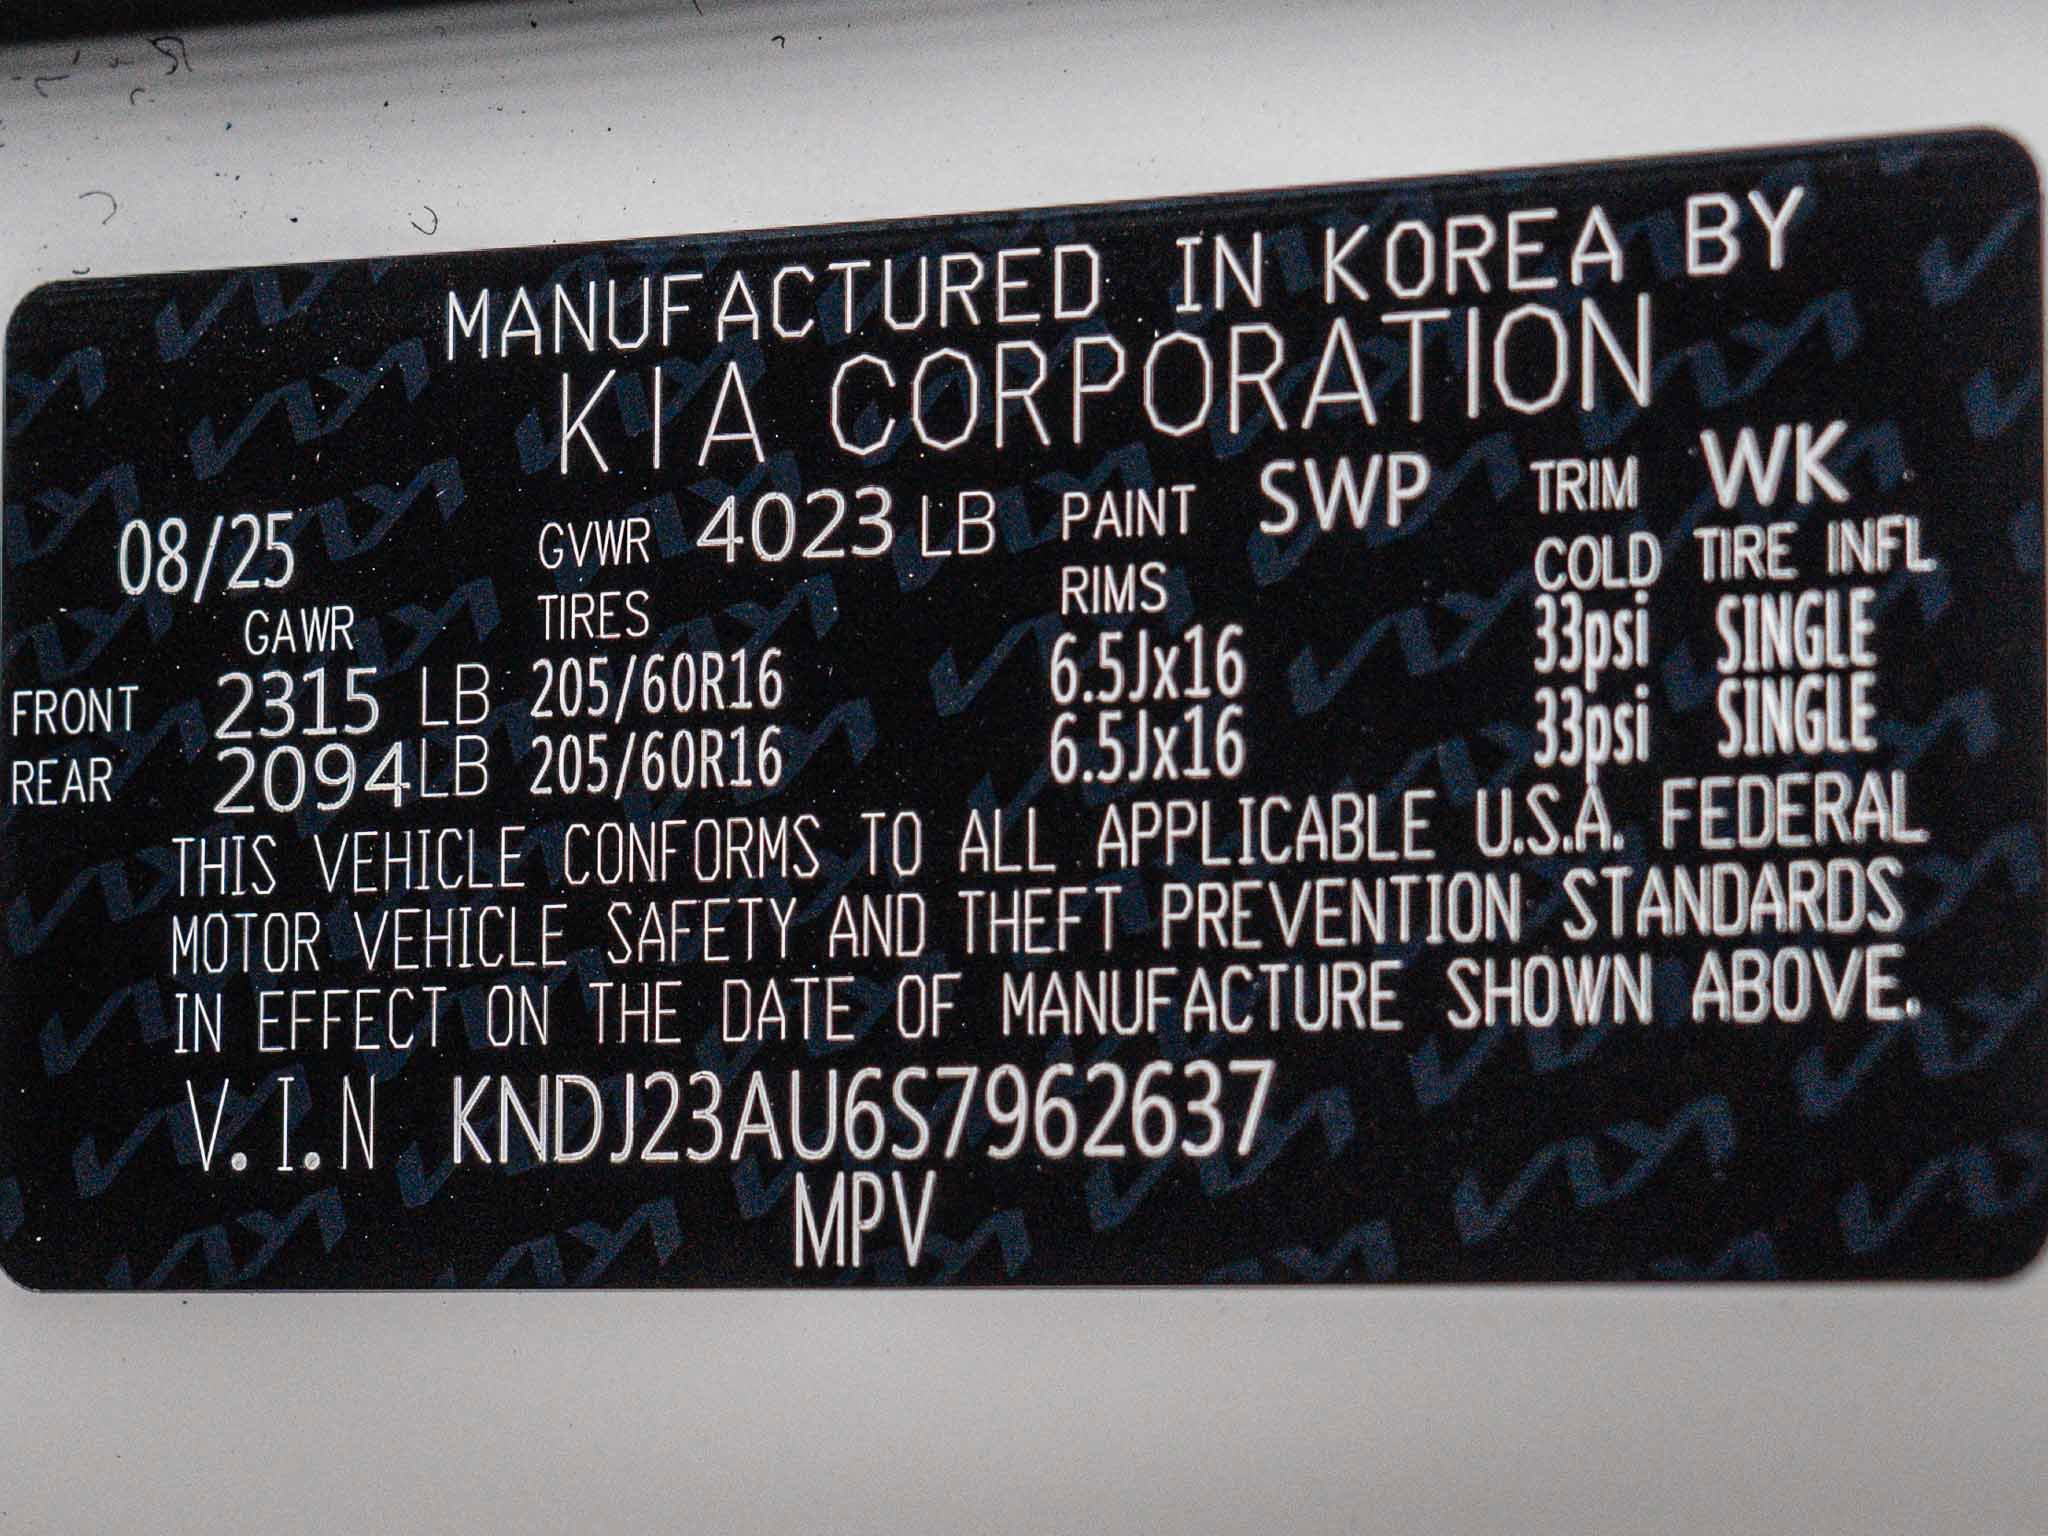 MANUFACTURED IN KOREA BY
KIA CORPORATION
08/25 GVWR 4023 LB PAINT SWP TRIM WK
GAWR TIRES RIMS COLD TIRE INFL
FRONT 2315 LB 205/60R16 6.5Jx16 33psi SINGLE
REAR 2094 LB 205/60R16 6.5Jx16 33psi SINGLE
THIS VEHICLE CONFORMS TO ALL APPLICABLE U.S.A. FEDERAL
MOTOR VEHICLE SAFETY AND THEFT PREVENTION STANDARDS
IN EFFECT ON THE DATE OF MANUFACTURE SHOWN ABOVE.
V.I.N KNDJ23AU6S7962637
MPV